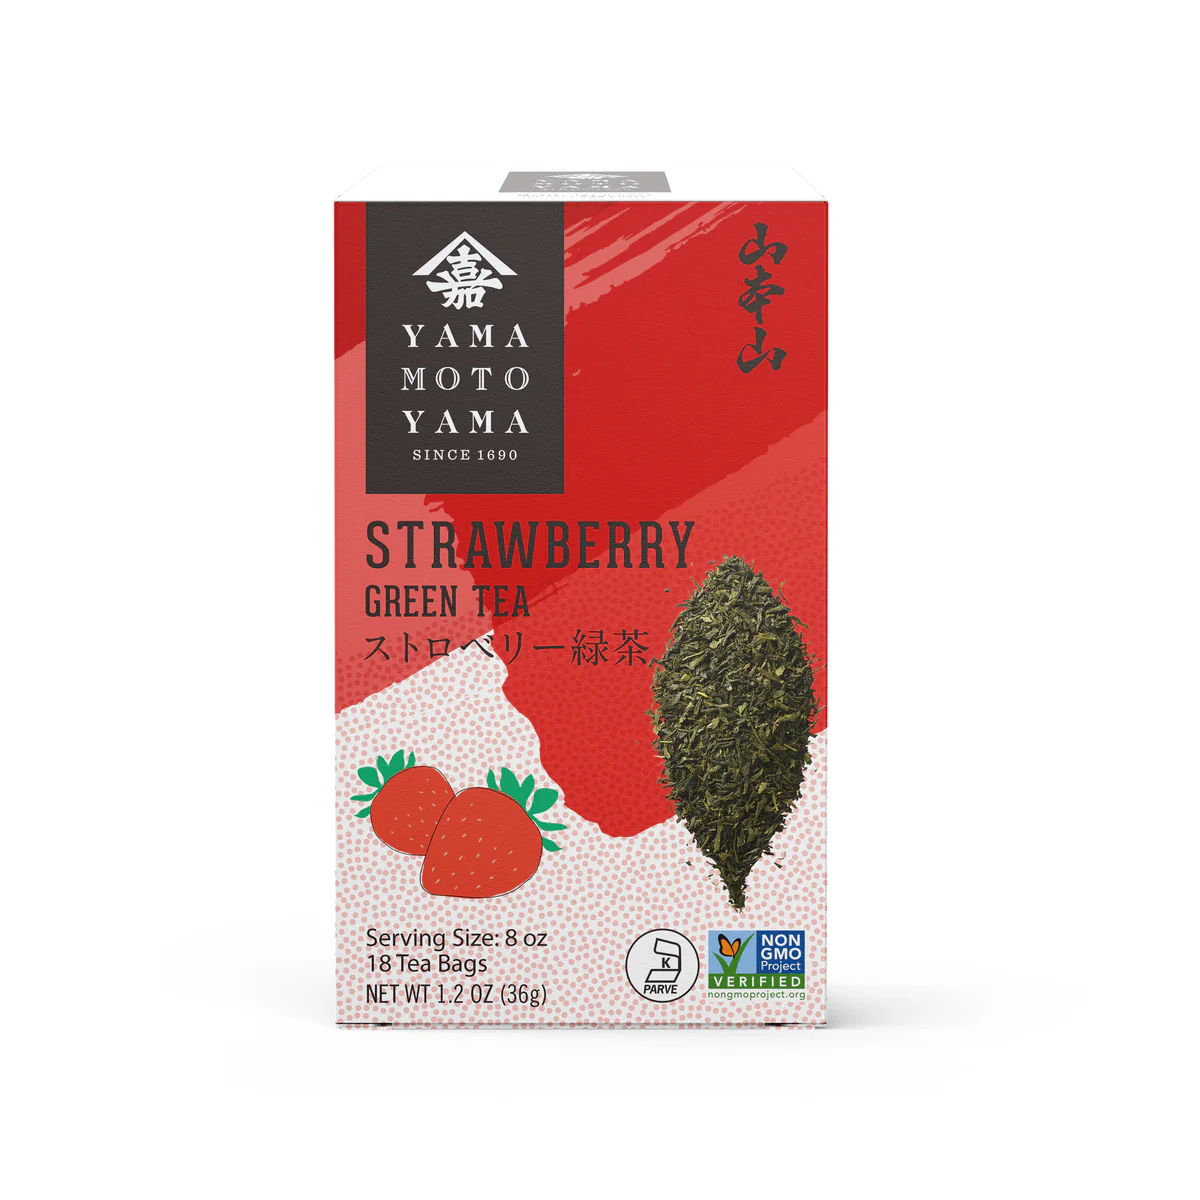 嘉
YAMA
MOTO
YAMA
SINCE 1690
山本山
STRAWBERRY
GREEN TEA
ストロベリー緑茶
Serving Size: 8 oz
18 Tea Bags
NET WT 1.2 OZ (36g)
K
PARVE
NON
GMO
Project
VERIFIED
nongmoproject.org